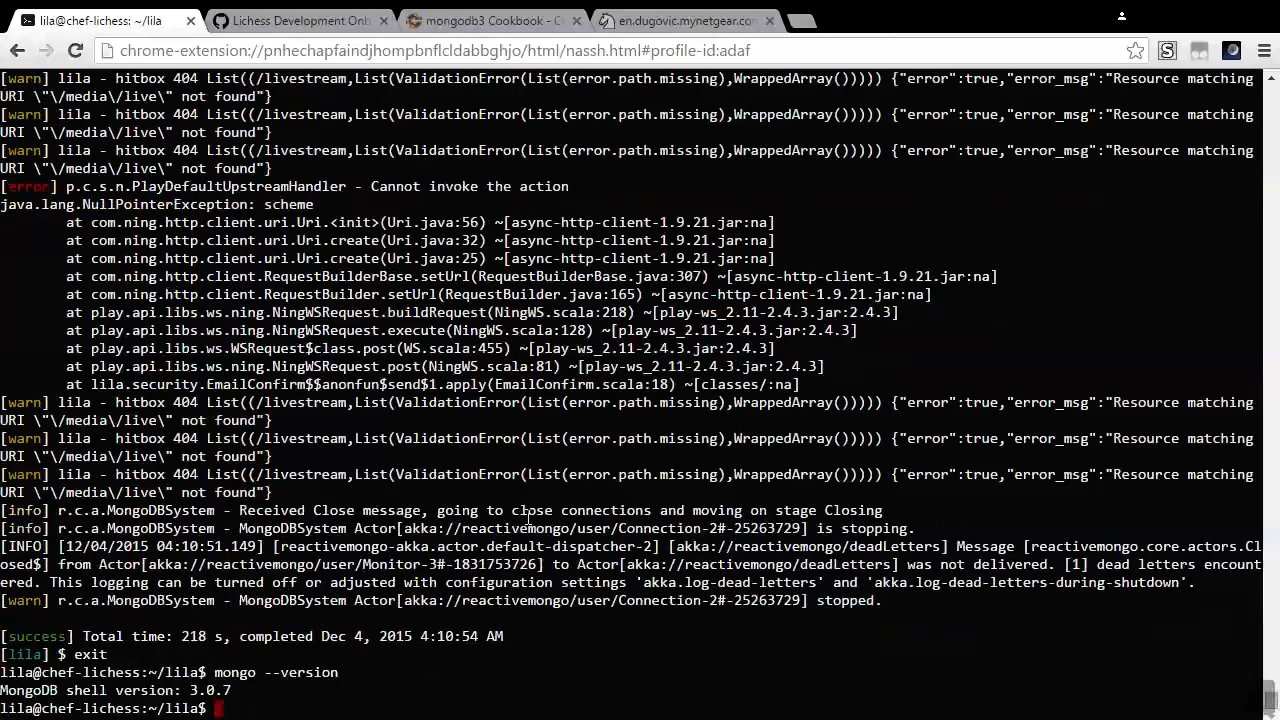 lila@chef-lichess: ~/lila
Lichess Development Onb
mongodb3 Cookbook - C
en.dugovic.mynetgear.com
chrome-extension://pnhechapfaindjhompbnflcldabbghjo/html/nassh.html#profile-id:adaf
[warn] lila - hitbox 404 List((/livestream,List(ValidationError(List(error.path.missing),WrappedArray())))) {"error":true,"error_msg":"Resource matching
URI \"\/media\/live\" not found"}
[warn] lila - hitbox 404 List((/livestream,List(ValidationError(List(error.path.missing),WrappedArray())))) {"error":true,"error_msg":"Resource matching
URI \"\/media\/live\" not found"}
[warn] lila - hitbox 404 List((/livestream,List(ValidationError(List(error.path.missing),WrappedArray())))) {"error":true,"error_msg":"Resource matching
URI \"\/media\/live\" not found"}
[error] p.c.s.n.PlayDefaultUpstreamHandler - Cannot invoke the action
java.lang.NullPointerException: scheme
at com.ning.http.client.uri.Uri.<init>(Uri.java:56) ~[async-http-client-1.9.21.jar:na]
at com.ning.http.client.uri.Uri.create(Uri.java:32) ~[async-http-client-1.9.21.jar:na]
at com.ning.http.client.uri.Uri.create(Uri.java:25) ~[async-http-client-1.9.21.jar:na]
at com.ning.http.client.RequestBuilderBase.setUrl(RequestBuilderBase.java:307) ~[async-http-client-1.9.21.jar:na]
at com.ning.http.client.RequestBuilder.setUrl(RequestBuilder.java:165) ~[async-http-client-1.9.21.jar:na]
at play.api.libs.ws.ning.NingWSRequest.buildRequest(NingWS.scala:218) ~[play-ws_2.11-2.4.3.jar:2.4.3]
at play.api.libs.ws.ning.NingWSRequest.execute(NingWS.scala:128) ~[play-ws_2.11-2.4.3.jar:2.4.3]
at play.api.libs.ws.WSRequest$class.post(WS.scala:455) ~[play-ws_2.11-2.4.3.jar:2.4.3]
at play.api.libs.ws.ning.NingWSRequest.post(NingWS.scala:81) ~[play-ws_2.11-2.4.3.jar:2.4.3]
at lila.security.EmailConfirm$$anonfun$send$1.apply(EmailConfirm.scala:18) ~[classes/:na]
[warn] lila - hitbox 404 List((/livestream,List(ValidationError(List(error.path.missing),WrappedArray())))) {"error":true,"error_msg":"Resource matching
URI \"\/media\/live\" not found"}
[warn] lila - hitbox 404 List((/livestream,List(ValidationError(List(error.path.missing),WrappedArray())))) {"error":true,"error_msg":"Resource matching
URI \"\/media\/live\" not found"}
[warn] lila - hitbox 404 List((/livestream,List(ValidationError(List(error.path.missing),WrappedArray())))) {"error":true,"error_msg":"Resource matching
URI \"\/media\/live\" not found"}
[info] r.c.a.MongoDBSystem - Received Close message, going to close connections and moving on stage Closing
[info] r.c.a.MongoDBSystem - MongoDBSystem Actor[akka://reactivemongo/user/Connection-2#-25263729] is stopping.
[INFO] [12/04/2015 04:10:51.149] [reactivemongo-akka.actor.default-dispatcher-2] [akka://reactivemongo/deadLetters] Message [reactivemongo.core.actors.Cl
osed$] from Actor[akka://reactivemongo/user/Monitor-3#-1831753726] to Actor[akka://reactivemongo/deadLetters] was not delivered. [1] dead letters encount
ered. This logging can be turned off or adjusted with configuration settings 'akka.log-dead-letters' and 'akka.log-dead-letters-during-shutdown'.
[warn] r.c.a.MongoDBSystem - MongoDBSystem Actor[akka://reactivemongo/user/Connection-2#-25263729] stopped.
[success] Total time: 218 s, completed Dec 4, 2015 4:10:54 AM
[lila] $ exit
lila@chef-lichess:~/lila$ mongo --version
MongoDB shell version: 3.0.7
lila@chef-lichess:~/lila$